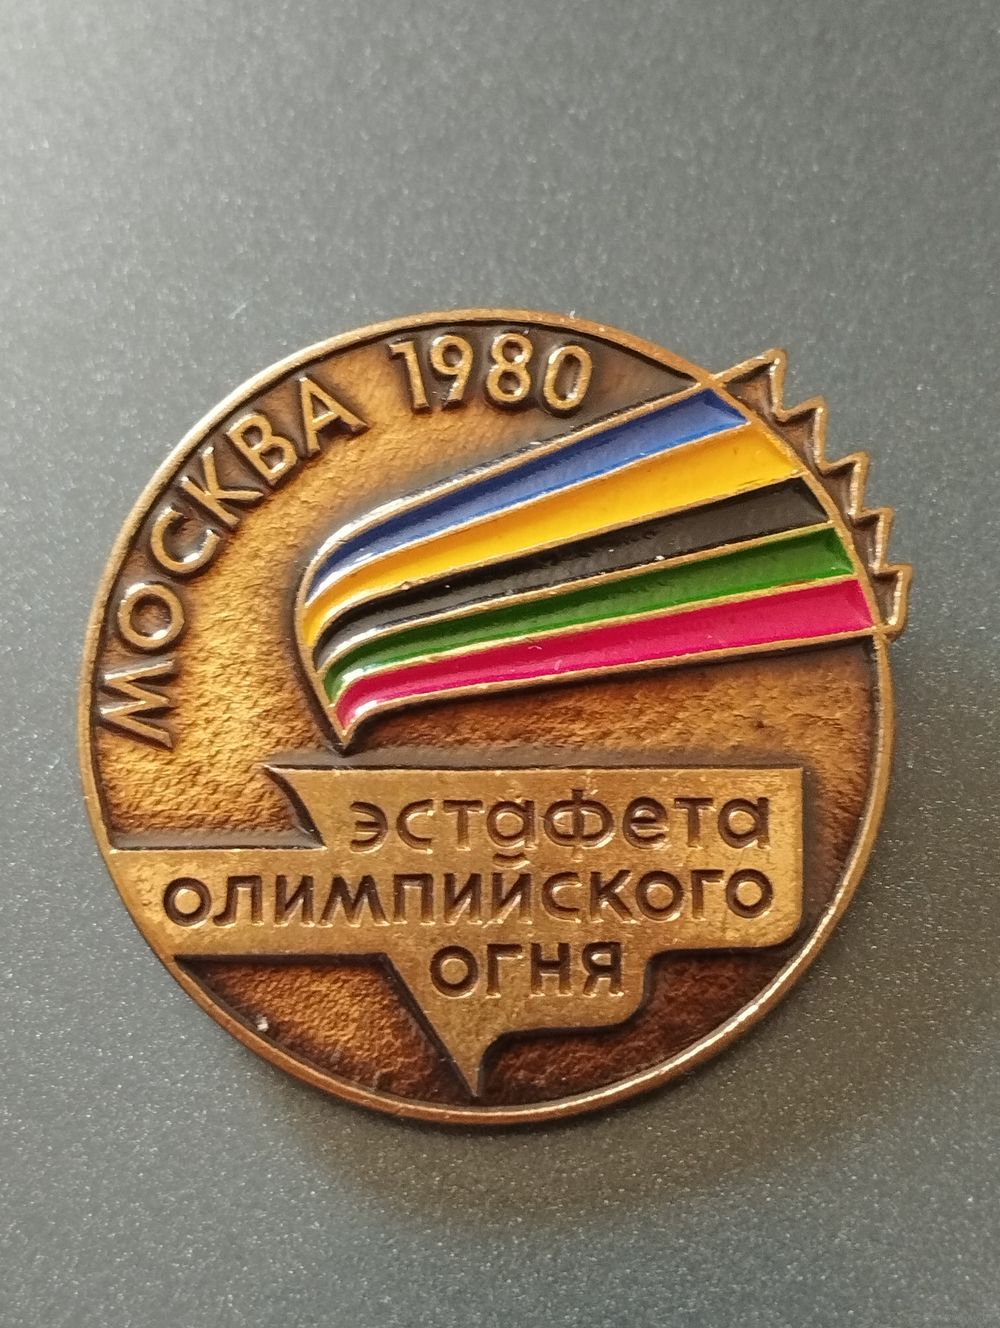 МОСКВА 1980
эстафета
олимпийского
огня